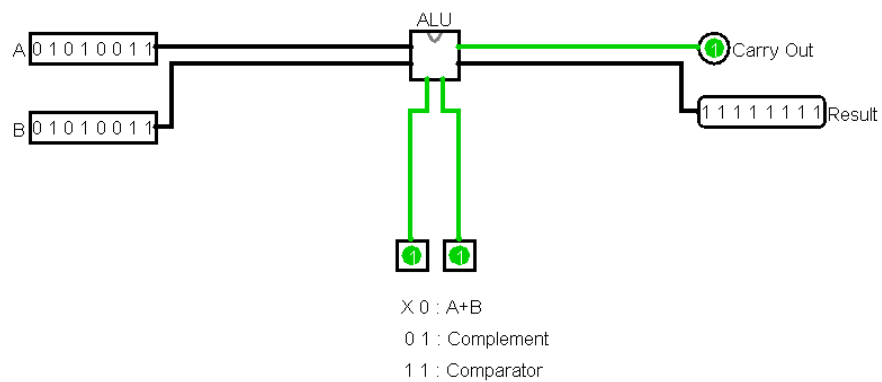 ALU
A 0 1 0 1 0 0 1 1
1 Carry Out
1 1 1 1 1 1 1 1 Result
B 0 1 0 1 0 0 1 1
1 1
X 0 : A+B
0 1 : Complement
1 1 : Comparator